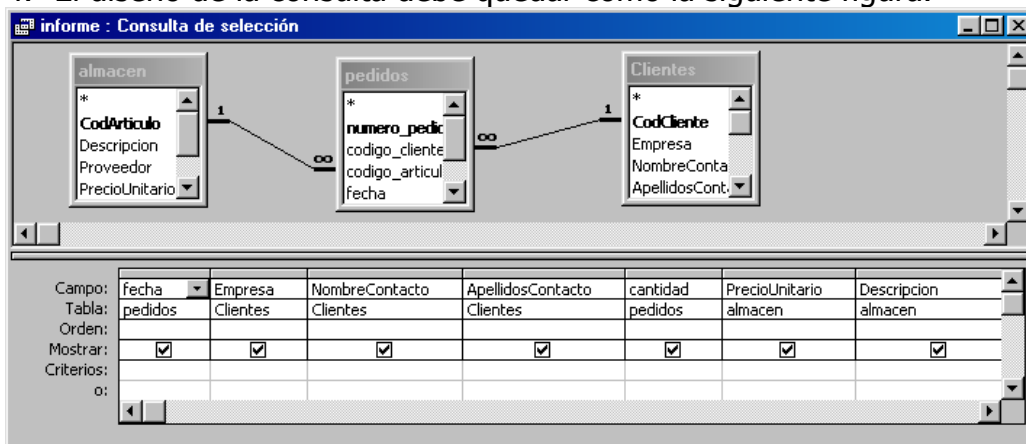 4. El diseño de la consulta debe quedar como la siguiente figura:
informe : Consulta de selección
almacen
*
CodArticulo
Descripcion
Proveedor
PrecioUnitario
1
∞
pedidos
*
numero_pedic
codigo_cliente
codigo_articul
fecha
∞
1
Clientes
*
CodCliente
Empresa
NombreConta
ApellidosCont
Campo: fecha Empresa NombreContacto ApellidosContacto cantidad PrecioUnitario Descripcion
Tabla: pedidos Clientes Clientes Clientes pedidos almacen almacen
Orden:
Mostrar:
Criterios:
o: